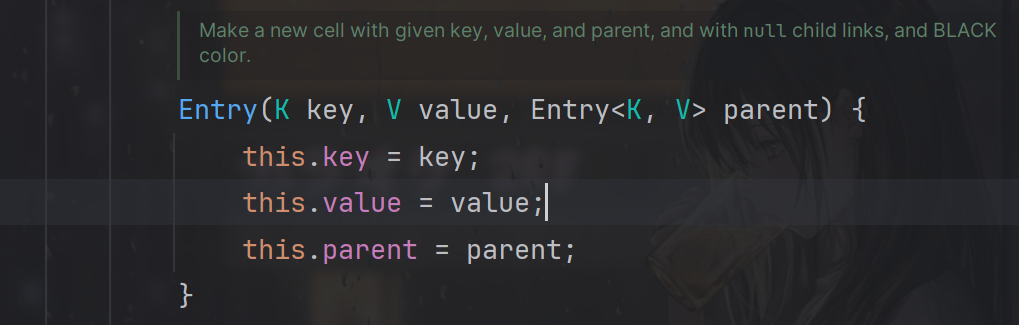 Make a new cell with given key, value, and parent, and with null child links, and BLACK
color.
Entry(K key, V value, Entry<K, V> parent) {
this.key = key;
this.value = value;
this.parent = parent;
}